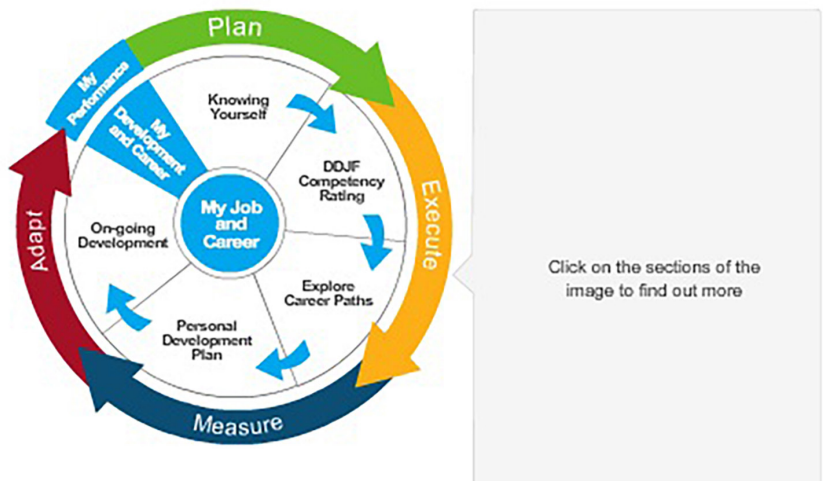 Plan
My
Performance
My
Development
and Career
Knowing
Yourself
DDJF
Competency
Rating
Execute
My Job
and
Career
Explore
Career Paths
Personal
Development
Plan
On-going
Development
Measure
Adapt
Click on the sections of the
image to find out more